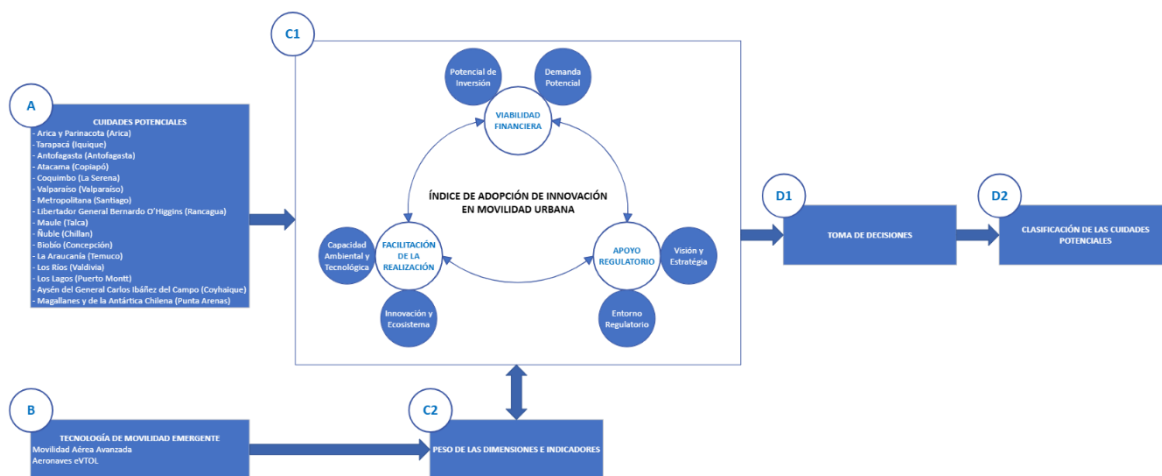 A
CUIDADES POTENCIALES
- Arica y Parinacota (Arica)
- Tarapacá (Iquique)
- Antofagasta (Antofagasta)
- Atacama (Copiapó)
- Coquimbo (La Serena)
- Valparaíso (Valparaíso)
- Metropolitana (Santiago)
- Libertador General Bernardo O'Higgins (Rancagua)
- Maule (Talca)
- Ñuble (Chillan)
- Biobío (Concepción)
- La Araucanía (Temuco)
- Los Ríos (Valdivia)
- Los Lagos (Puerto Montt)
- Aysén del General Carlos Ibáñez del Campo (Coyhaique)
- Magallanes y de la Antártica Chilena (Punta Arenas)
B
TECNOLOGÍA DE MOVILIDAD EMERGENTE
Movilidad Aérea Avanzada
Aeronaves eVTOL
C1
Potencial de
Inversión
Demanda
Potencial
VIABILIDAD
FINANCIERA
ÍNDICE DE ADOPCIÓN DE INNOVACIÓN
EN MOVILIDAD URBANA
Capacidad
Ambiental y
Tecnológica
FACILITACIÓN
DE LA
REALIZACIÓN
Innovación y
Ecosistema
APOYO
REGULATORIO
Visión y
Estratégia
Entorno
Regulatorio
C2
PESO DE LAS DIMENSIONES E INDICADORES
D1
TOMA DE DECISIONES
D2
CLASIFICACIÓN DE LAS CUIDADES
POTENCIALES